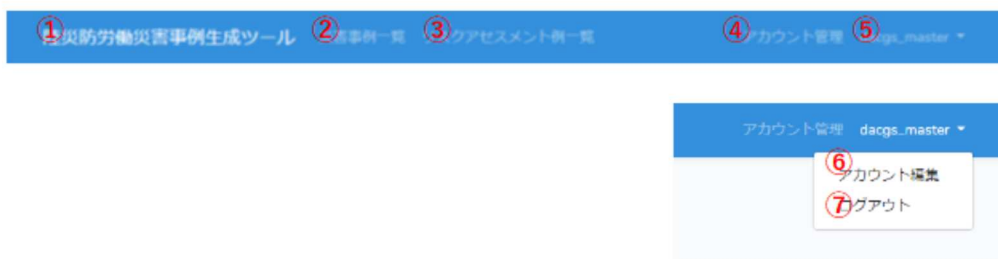 ① 災防労働災害事例生成ツール ② 害事例一覧 ③ クアセスメント例一覧 ④ カウント管理 ⑤ cgs_master
アカウント管理 dacgs_master
⑥ アカウント編集
⑦ ログアウト